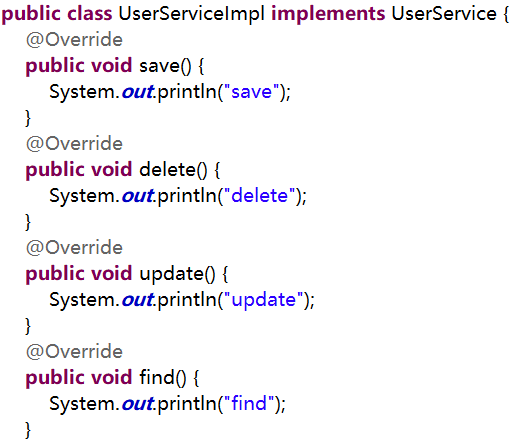 public class UserServiceImpl implements UserService {
@Override
public void save() {
System.out.println("save");
}
@Override
public void delete() {
System.out.println("delete");
}
@Override
public void update() {
System.out.println("update");
}
@Override
public void find() {
System.out.println("find");
}